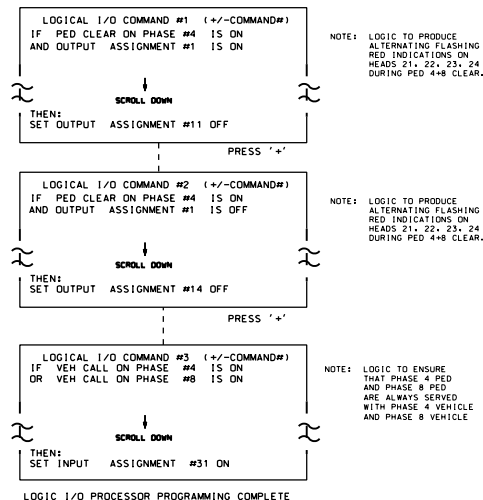 LOGICAL I/O COMMAND #1 (+/-COMMAND#)
IF PED CLEAR ON PHASE #4 IS ON
AND OUTPUT ASSIGNMENT #1 IS ON
SCROLL DOWN
THEN:
SET OUTPUT ASSIGNMENT #11 OFF
NOTE: LOGIC TO PRODUCE
ALTERNATING FLASHING
RED INDICATIONS ON
HEADS 21, 22, 23, 24
DURING PED 4+8 CLEAR.
PRESS '+'
LOGICAL I/O COMMAND #2 (+/-COMMAND#)
IF PED CLEAR ON PHASE #4 IS ON
AND OUTPUT ASSIGNMENT #1 IS OFF
SCROLL DOWN
THEN:
SET OUTPUT ASSIGNMENT #14 OFF
NOTE: LOGIC TO PRODUCE
ALTERNATING FLASHING
RED INDICATIONS ON
HEADS 21, 22, 23, 24
DURING PED 4+8 CLEAR.
PRESS '+'
LOGICAL I/O COMMAND #3 (+/-COMMAND#)
IF VEH CALL ON PHASE #4 IS ON
OR VEH CALL ON PHASE #8 IS ON
SCROLL DOWN
THEN:
SET INPUT ASSIGNMENT #31 ON
NOTE: LOGIC TO ENSURE
THAT PHASE 4 PED
AND PHASE 8 PED
ARE ALWAYS SERVED
WITH PHASE 4 VEHICLE
AND PHASE 8 VEHICLE
LOGIC I/O PROCESSOR PROGRAMMING COMPLETE